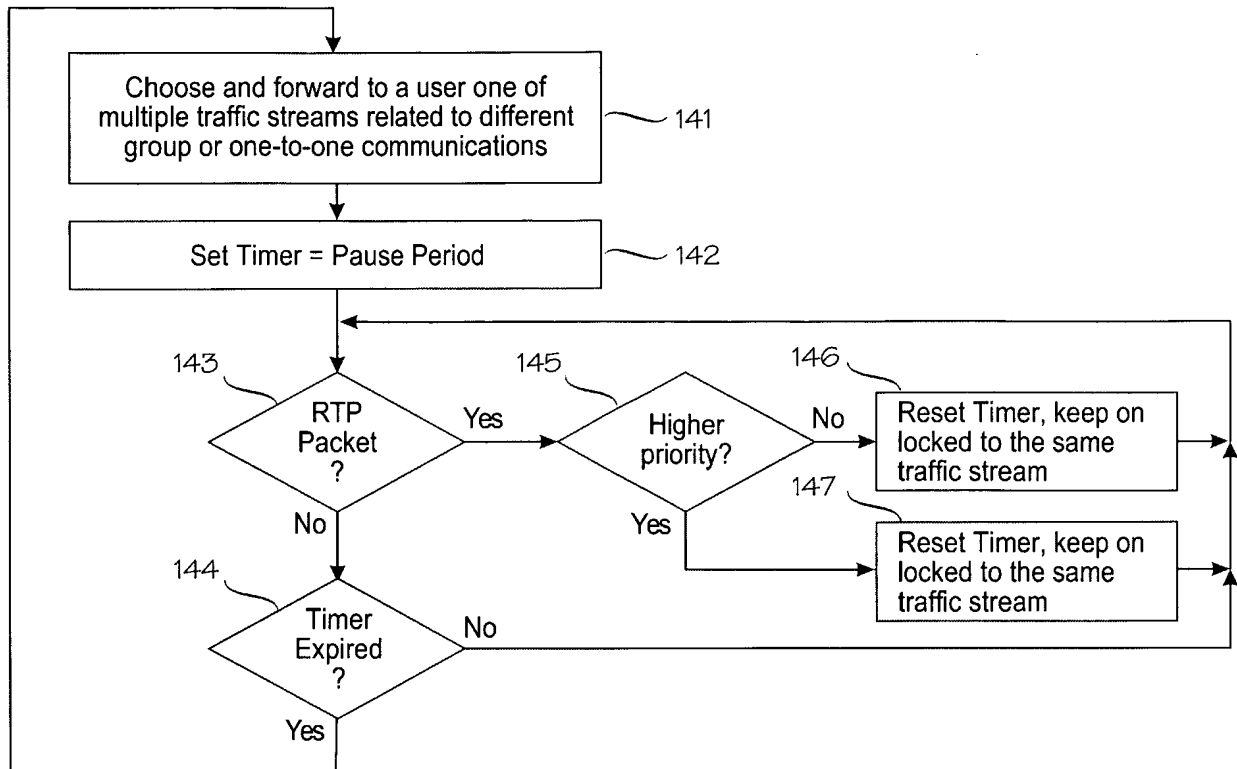 Choose and forward to a user one of
multiple traffic streams related to different
group or one-to-one communications
141
Set Timer = Pause Period
142
143
RTP
Packet
?
Yes
No
145
Higher
priority?
No
Yes
146
Reset Timer, keep on
locked to the same
traffic stream
147
Reset Timer, keep on
locked to the same
traffic stream
144
Timer
Expired
?
No
Yes